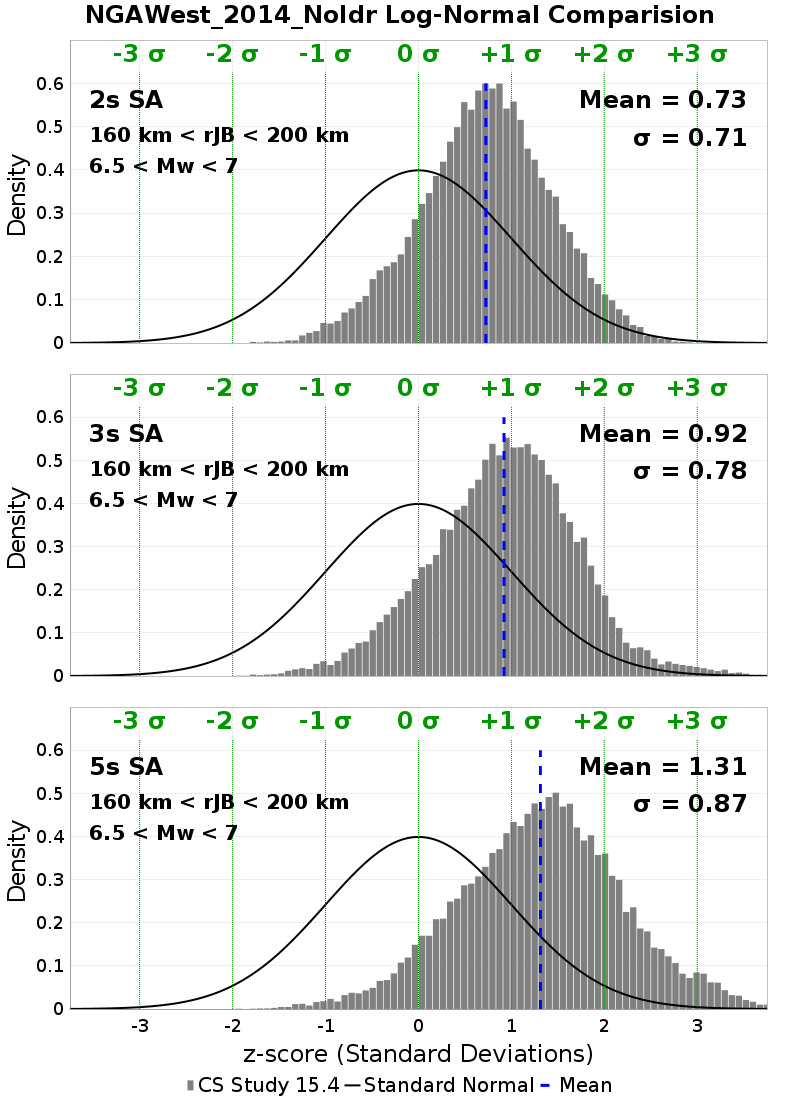 NGAWest_2014_NoIdr Log-Normal Comparision
-3 σ -2 σ -1 σ 0 σ +1 σ +2 σ +3 σ
2s SA
160 km < rJB < 200 km
6.5 < Mw < 7
Mean = 0.73
σ = 0.71
Density
0.6
0.5
0.4
0.3
0.2
0.1
0
-3 σ -2 σ -1 σ 0 σ +1 σ +2 σ +3 σ
3s SA
160 km < rJB < 200 km
6.5 < Mw < 7
Mean = 0.92
σ = 0.78
Density
0.6
0.5
0.4
0.3
0.2
0.1
0
-3 σ -2 σ -1 σ 0 σ +1 σ +2 σ +3 σ
5s SA
160 km < rJB < 200 km
6.5 < Mw < 7
Mean = 1.31
σ = 0.87
Density
0.6
0.5
0.4
0.3
0.2
0.1
0
-3 -2 -1 0 1 2 3
z-score (Standard Deviations)
CS Study 15.4 Standard Normal Mean